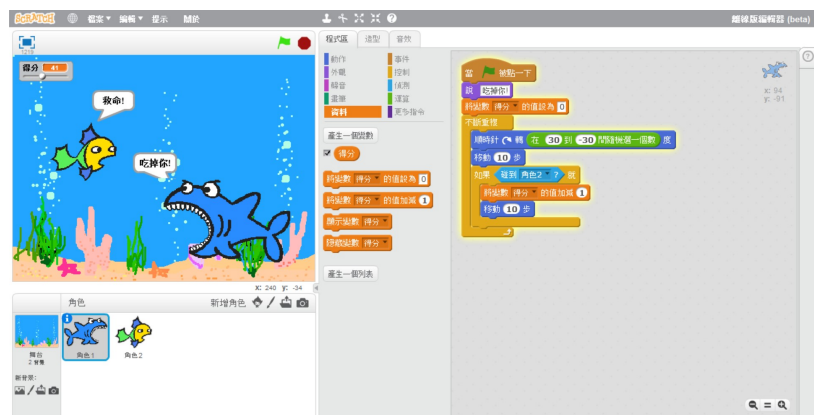 SCRATCH 檔案 編輯 提示 關於 離線版編輯器 (beta)
得分 41
救命!
吃掉你!
x: 240 y: -34
角色 新增角色
舞台
2 背景
新背景:
角色1
角色2
程式區 造型 音效
動作 事件
外觀 控制
聲音 偵測
畫筆 運算
資料 更多指令
產生一個變數
得分
將變數 得分 的值設為 0
將變數 得分 的值加減 1
顯示變數 得分
隱藏變數 得分
產生一個列表
當 被點一下
說 吃掉你!
將變數 得分 的值設為 0
不斷重複
順時針 轉 在 30 到 -30 間隨機選一個數 度
移動 10 步
如果 碰到 角色2 ? 就
將變數 得分 的值加減 1
移動 10 步
x: 94
y: -91